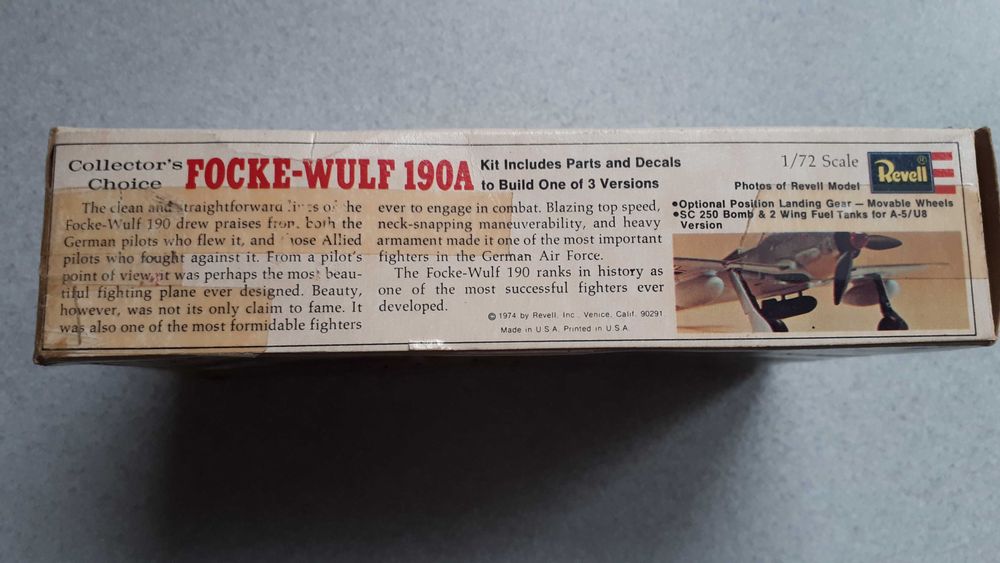 Collector's
Choice
FOCKE-WULF 190A
Kit Includes Parts and Decals
to Build One of 3 Versions
1/72 Scale
Photos of Revell Model
Revell
®
The clean and straightforward lines of the
Focke-Wulf 190 drew praises from both the
German pilots who flew it, and those Allied
pilots who fought against it. From a pilot's
point of view, it was perhaps the most beau-
tiful fighting plane ever designed. Beauty,
however, was not its only claim to fame. It
was also one of the most formidable fighters
ever to engage in combat. Blazing top speed,
neck-snapping maneuverability, and heavy
armament made it one of the most important
fighters in the German Air Force.
The Focke-Wulf 190 ranks in history as
one of the most successful fighters ever
developed.
© 1974 by Revell, Inc., Venice, Calif. 90291
Made in U.S.A. Printed in U.S.A.
•Optional Position Landing Gear — Movable Wheels
•SC 250 Bomb & 2 Wing Fuel Tanks for A-5/U8
Version